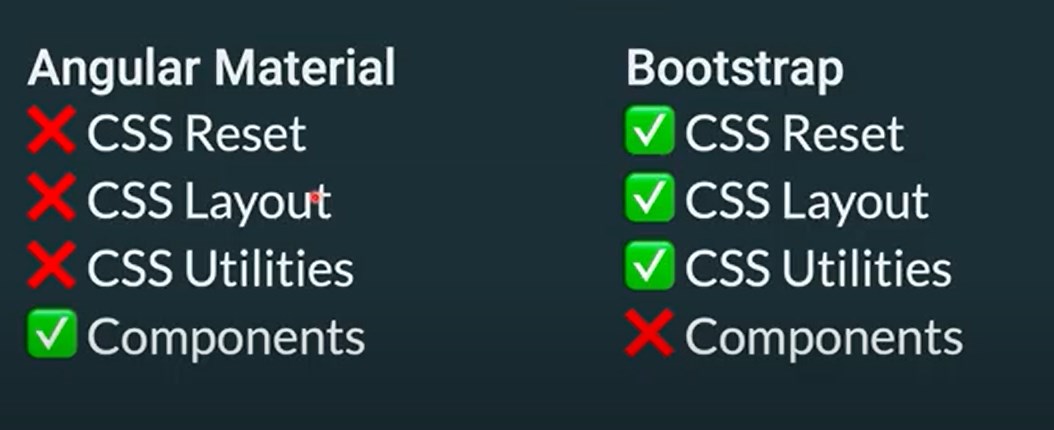 Angular Material
❌ CSS Reset
❌ CSS Layout
❌ CSS Utilities
✅ Components
Bootstrap
✅ CSS Reset
✅ CSS Layout
✅ CSS Utilities
❌ Components